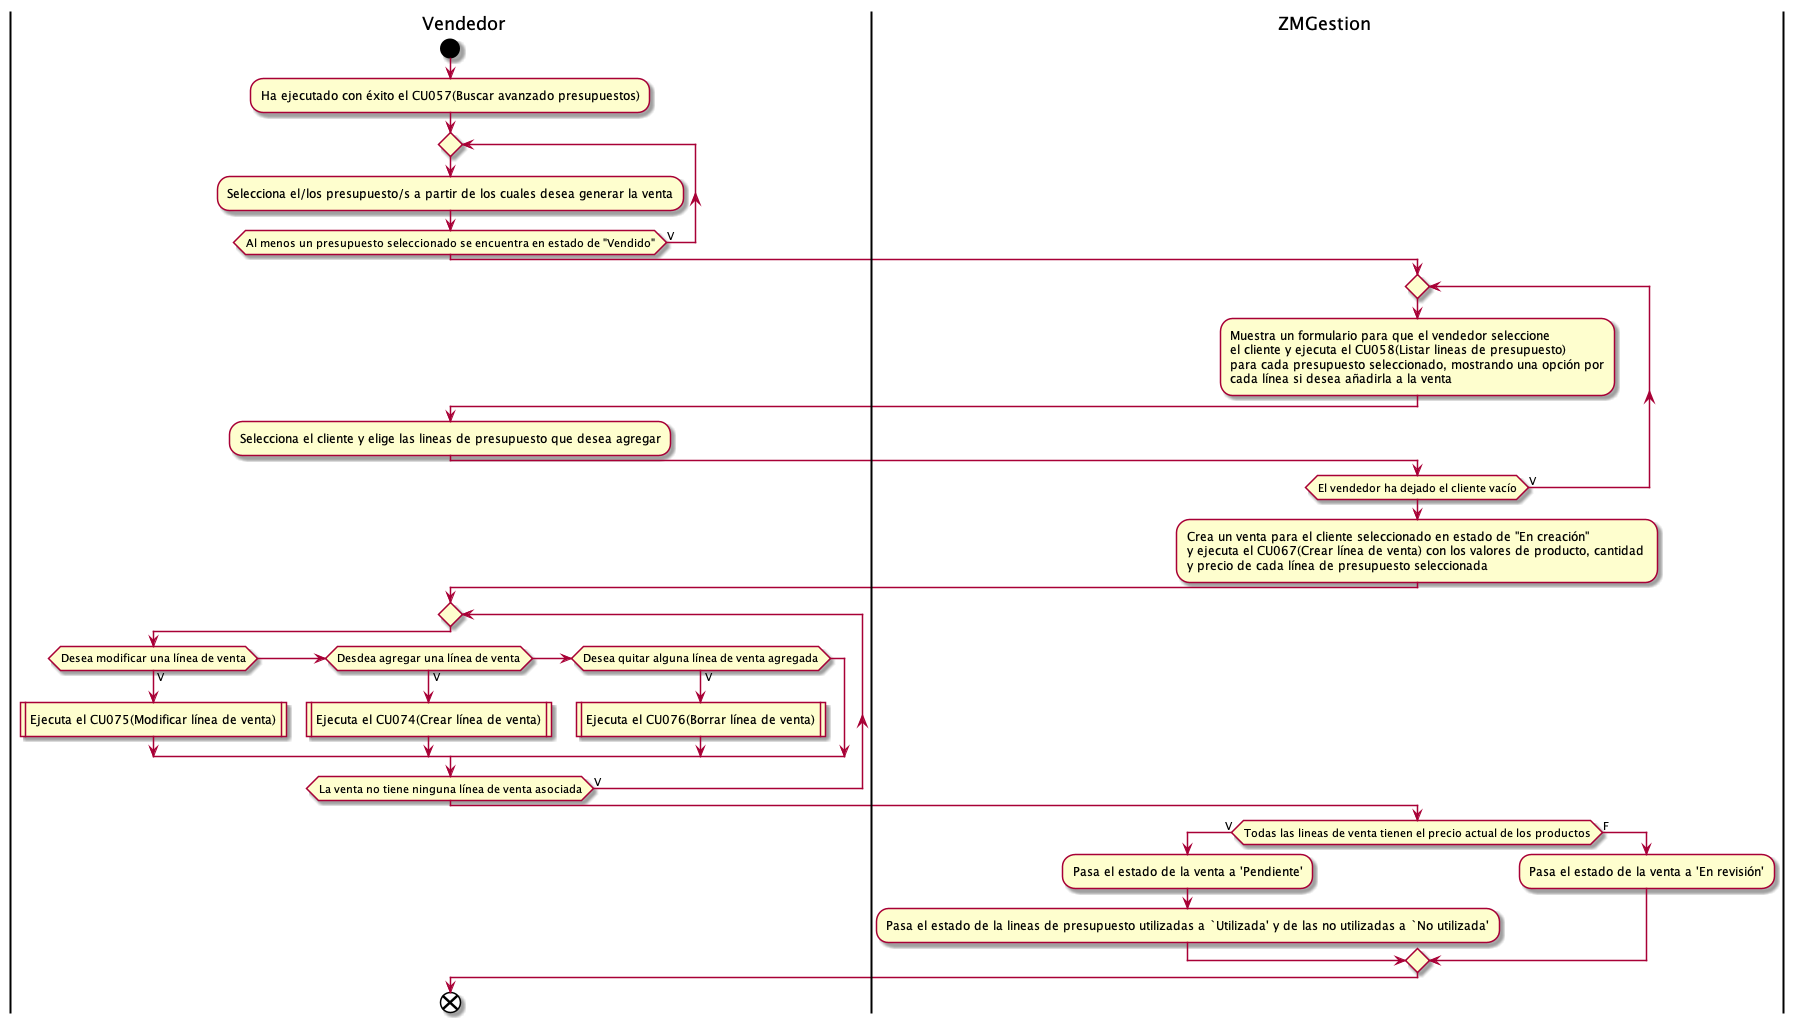 Vendedor
ZMGestion
Ha ejecutado con éxito el CU057(Buscar avanzado presupuestos)
Selecciona el/los presupuesto/s a partir de los cuales desea generar la venta
Al menos un presupuesto seleccionado se encuentra en estado de "Vendido"
V
Muestra un formulario para que el vendedor seleccione
el cliente y ejecuta el CU058(Listar lineas de presupuesto)
para cada presupuesto seleccionado, mostrando una opción por
cada línea si desea añadirla a la venta
Selecciona el cliente y elige las lineas de presupuesto que desea agregar
El vendedor ha dejado el cliente vacío
V
Crea un venta para el cliente seleccionado en estado de "En creación"
y ejecuta el CU067(Crear línea de venta) con los valores de producto, cantidad
y precio de cada línea de presupuesto seleccionada
Desea modificar una línea de venta
Desdea agregar una línea de venta
Desea quitar alguna línea de venta agregada
V
V
V
Ejecuta el CU075(Modificar línea de venta)
Ejecuta el CU074(Crear línea de venta)
Ejecuta el CU076(Borrar línea de venta)
La venta no tiene ninguna línea de venta asociada
V
V
Todas las lineas de venta tienen el precio actual de los productos
F
Pasa el estado de la venta a 'Pendiente'
Pasa el estado de la venta a 'En revisión'
Pasa el estado de la lineas de presupuesto utilizadas a `Utilizada' y de las no utilizadas a `No utilizada'